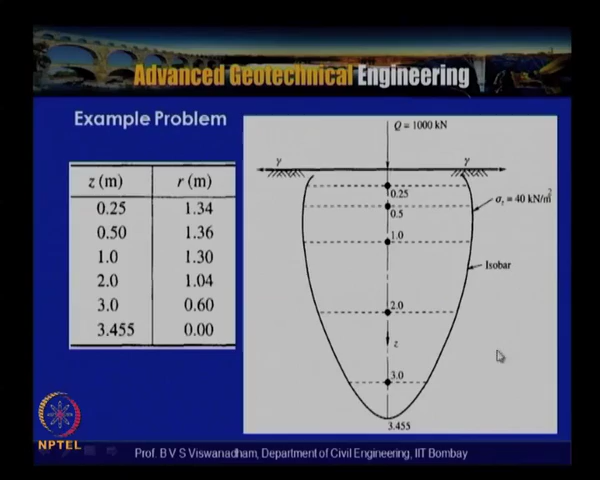 Advanced Geotechnical Engineering
Example Problem
z (m) r (m)
0.25 1.34
0.50 1.36
1.0 1.30
2.0 1.04
3.0 0.60
3.455 0.00
Q = 1000 kN
γ γ
0.25
0.5
σz = 40 kN/m²
1.0
Isobar
2.0
z
3.0
3.455
NPTEL
Prof. B V S Viswanadham, Department of Civil Engineering, IIT Bombay